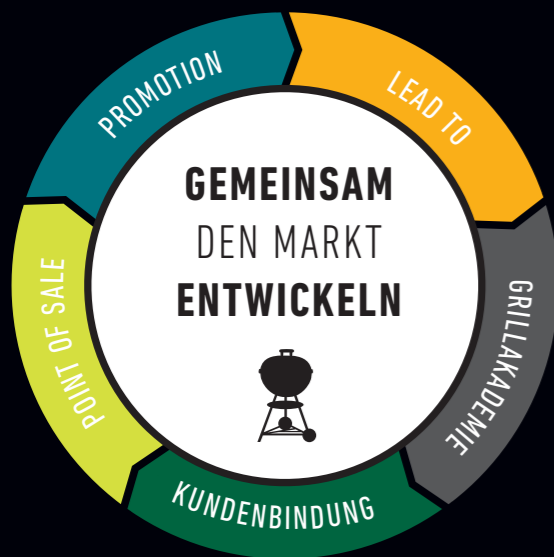 PROMOTION
LEAD TO
GRILLAKADEMIE
KUNDENBINDUNG
POINT OF SALE
GEMEINSAM
DEN MARKT
ENTWICKELN